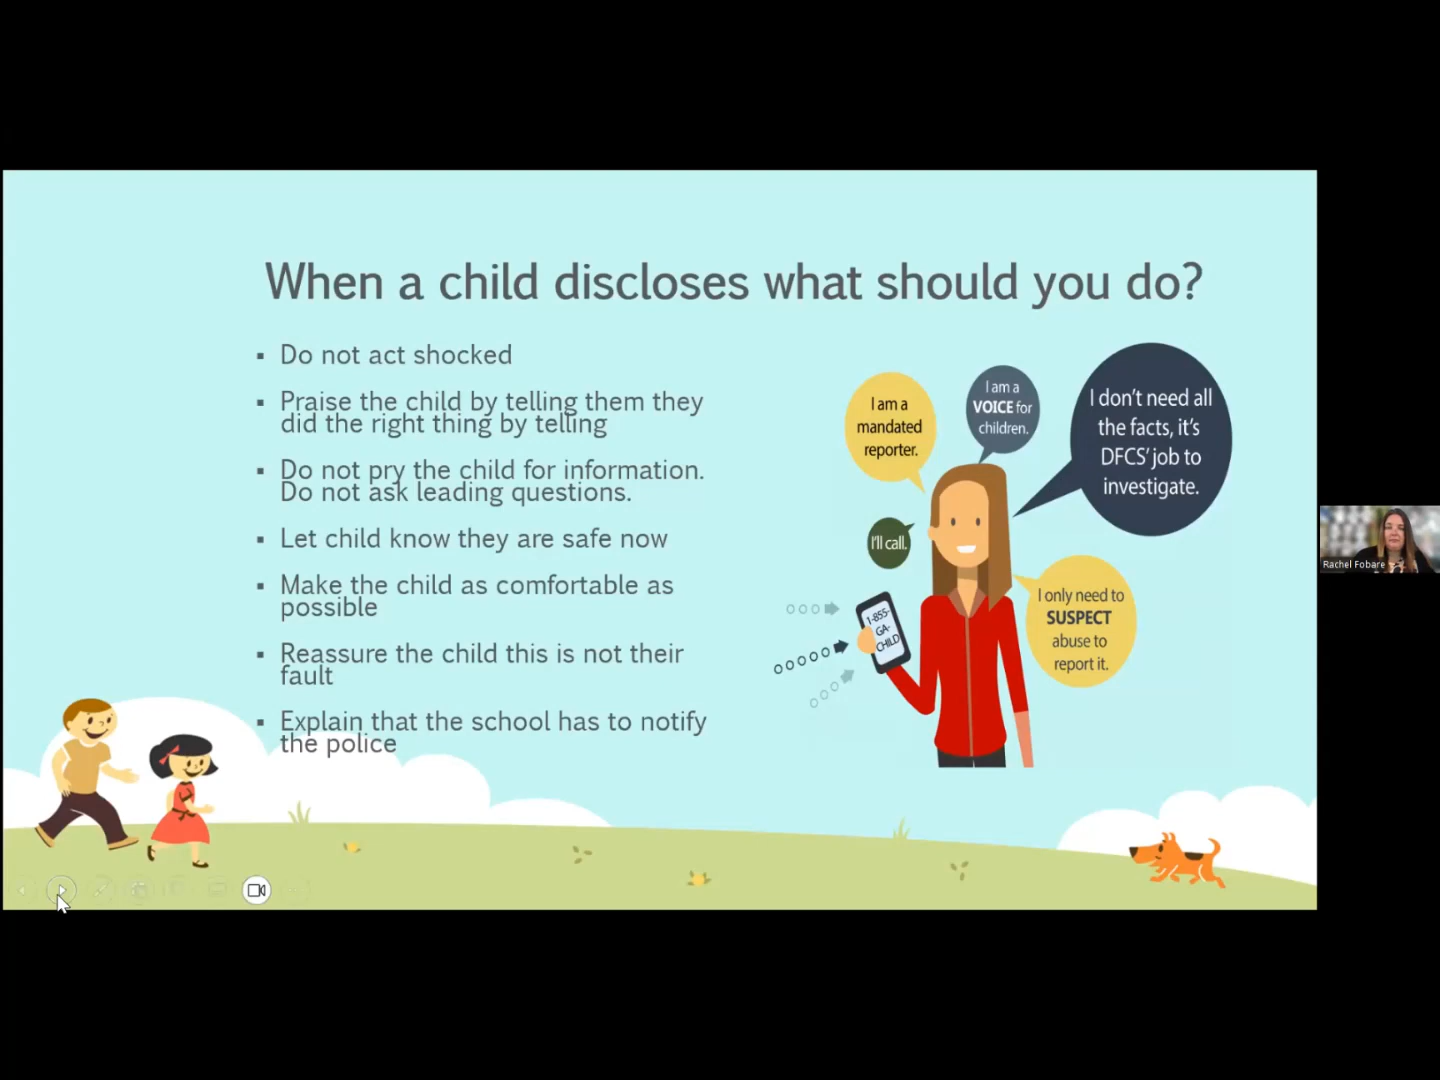 When a child discloses what should you do?
▪ Do not act shocked
▪ Praise the child by telling them they
did the right thing by telling
▪ Do not pry the child for information.
Do not ask leading questions.
▪ Let child know they are safe now
▪ Make the child as comfortable as
possible
▪ Reassure the child this is not their
fault
▪ Explain that the school has to notify
the police
I am a
mandated
reporter.
I am a
VOICE for
children.
I don't need all
the facts, it's
DFCS' job to
investigate.
I'll call.
1-855-
GA-
CHILD
I only need to
SUSPECT
abuse to
report it.
Rachel Fobare